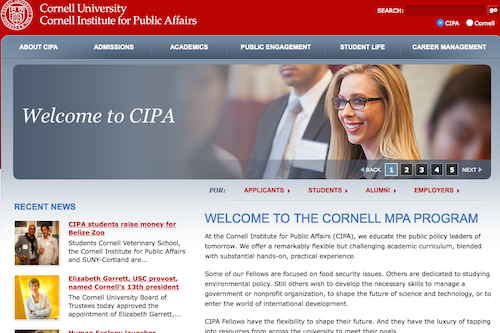 Cornell University
Cornell Institute for Public Affairs
SEARCH: go
CIPA Cornell
ABOUT CIPA ADMISSIONS ACADEMICS PUBLIC ENGAGEMENT STUDENT LIFE CAREER MANAGEMENT
Welcome to CIPA
BACK 1 2 3 4 5 NEXT
FOR: APPLICANTS STUDENTS ALUMNI EMPLOYERS
RECENT NEWS
CIPA students raise money for
Belize Zoo
Students Cornell Veterinary School,
the Cornell Institute for Public Affairs
and SUNY-Cortland are...
Elizabeth Garrett, USC provost,
named Cornell's 13th president
The Cornell University Board of
Trustees today approved the
appointment of Elizabeth Garrett,...
Human Ecology launches
WELCOME TO THE CORNELL MPA PROGRAM
At the Cornell Institute for Public Affairs (CIPA), we educate the public policy leaders of
tomorrow. We offer a remarkably flexible but challenging academic curriculum, blended
with substantial hands-on, practical experience.
Some of our Fellows are focused on food security issues. Others are dedicated to studying
environmental policy. Still others wish to develop the necessary skills to manage a
government or nonprofit organization, to shape the future of science and technology, or to
enter the world of international development.
CIPA Fellows have the flexibility to shape their future. And they have the luxury of tapping
into resources from across the university to meet their goals.